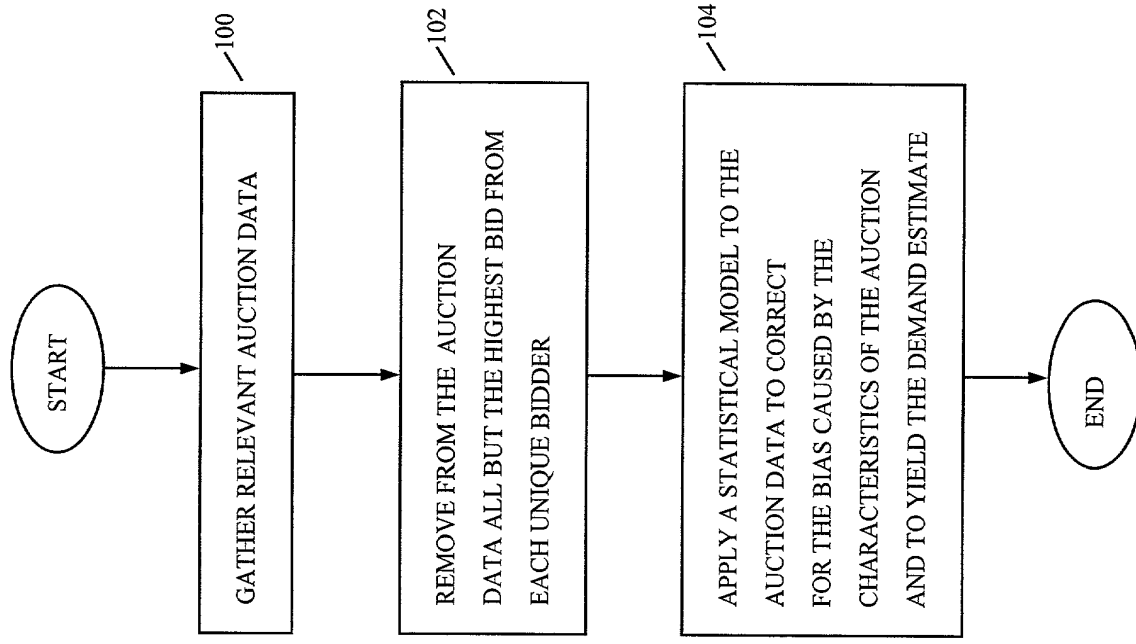 START
100
GATHER RELEVANT AUCTION DATA
102
REMOVE FROM THE AUCTION
DATA ALL BUT THE HIGHEST BID FROM
EACH UNIQUE BIDDER
104
APPLY A STATISTICAL MODEL TO THE
AUCTION DATA TO CORRECT
FOR THE BIAS CAUSED BY THE
CHARACTERISTICS OF THE AUCTION
AND TO YIELD THE DEMAND ESTIMATE
END